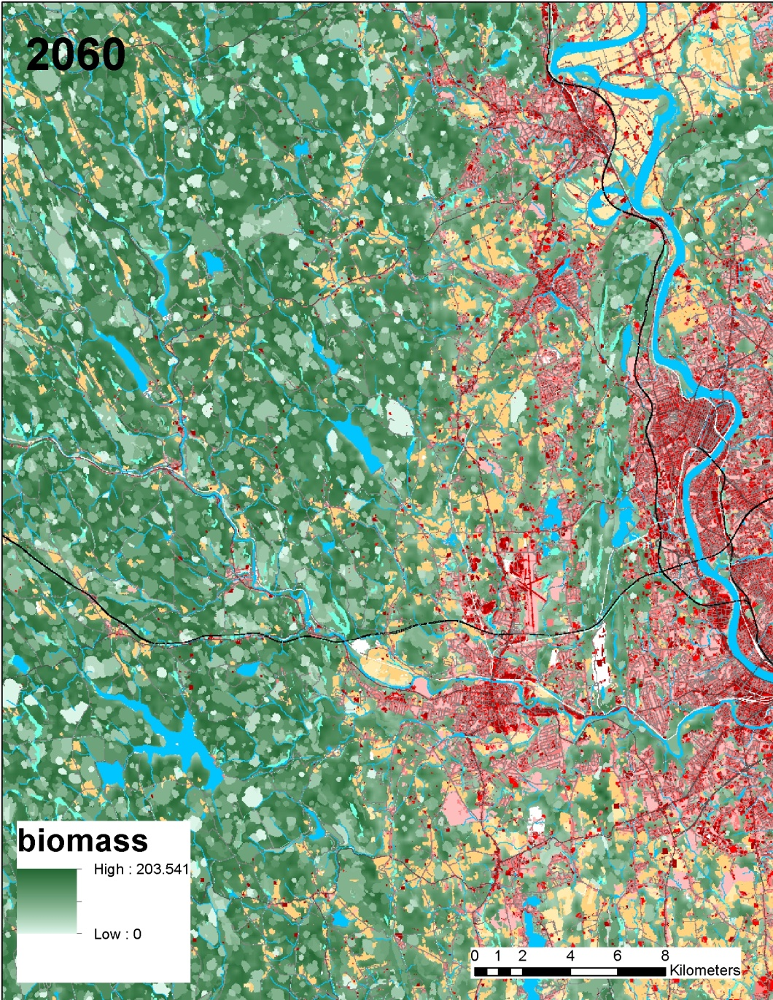 2060
biomass
High : 203.541
Low : 0
0 1 2 4 6 8
Kilometers